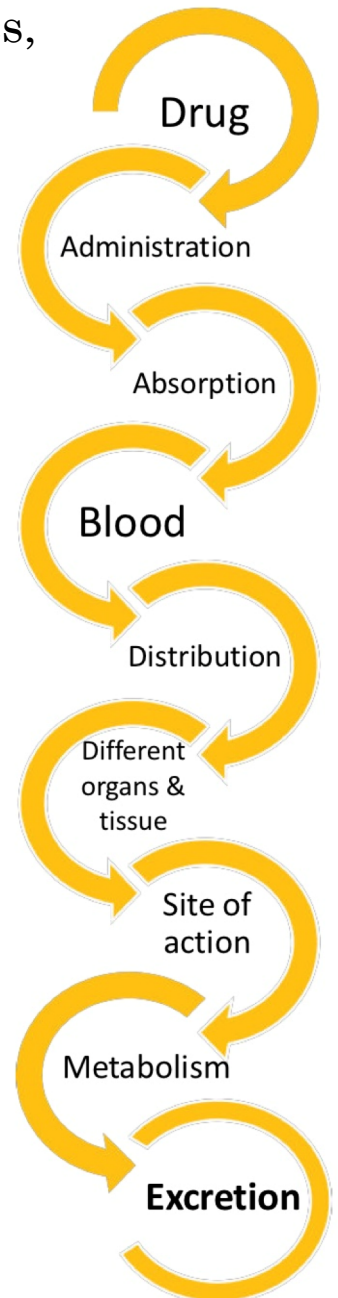 s,
Drug
Administration
Absorption
Blood
Distribution
Different
organs &
tissue
Site of
action
Metabolism
Excretion